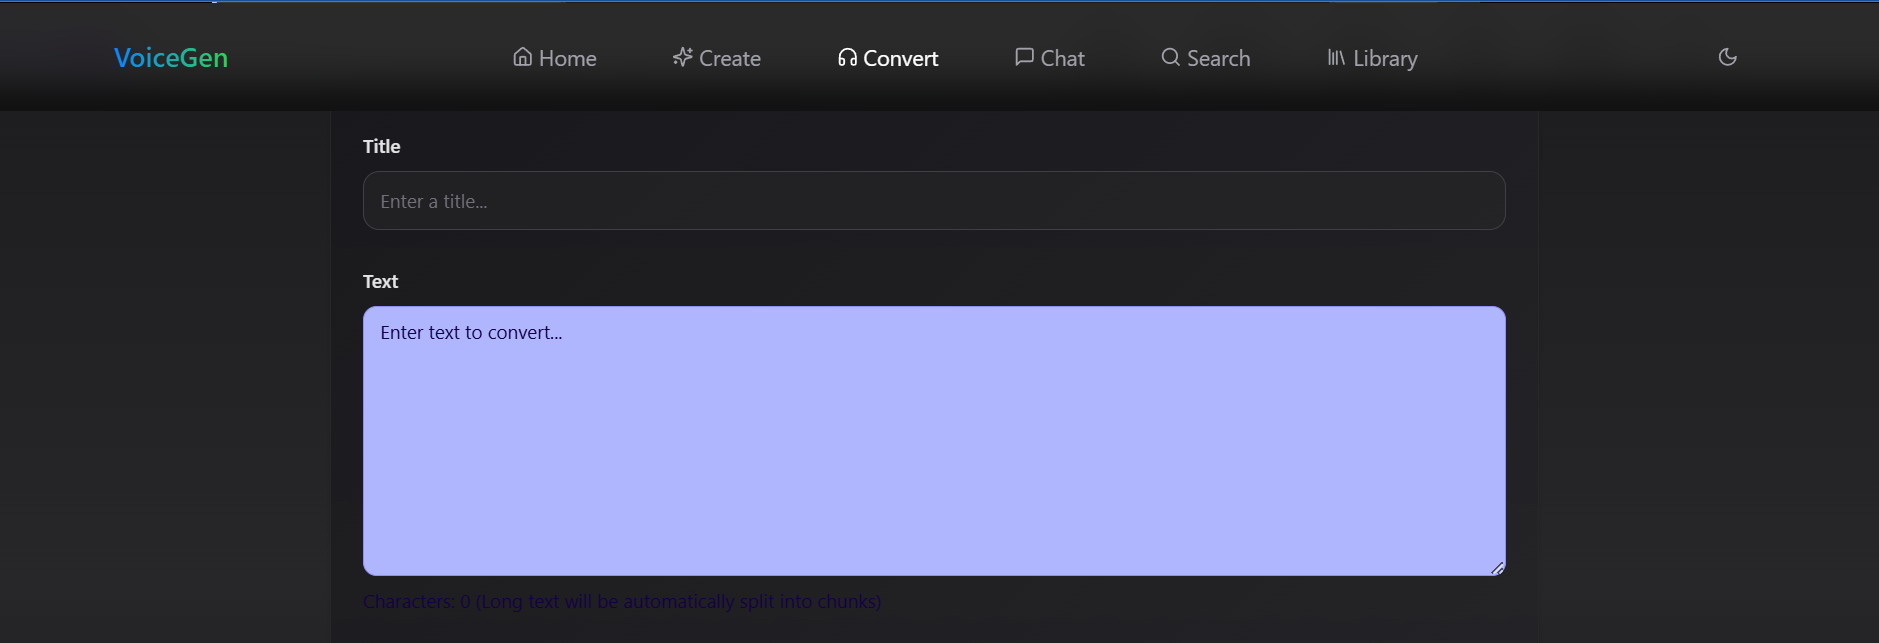 VoiceGen Home Create Convert Chat Search Library
Title
Enter a title...
Text
Enter text to convert...
Characters: 0 (Long text will be automatically split into chunks)